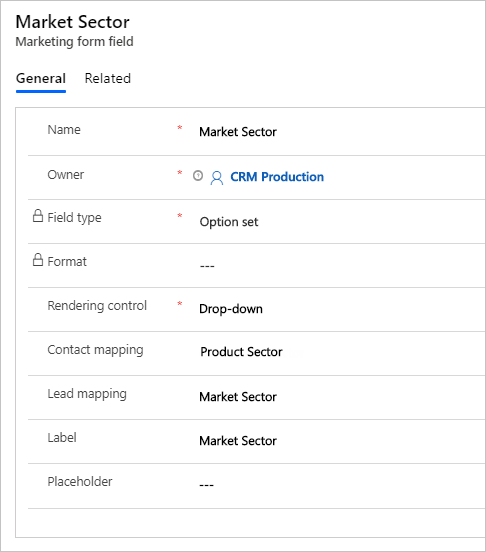 Market Sector
Marketing form field
General Related
Name * Market Sector
Owner * CRM Production
Field type * Option set
Format ---
Rendering control * Drop-down
Contact mapping Product Sector
Lead mapping Market Sector
Label Market Sector
Placeholder ---